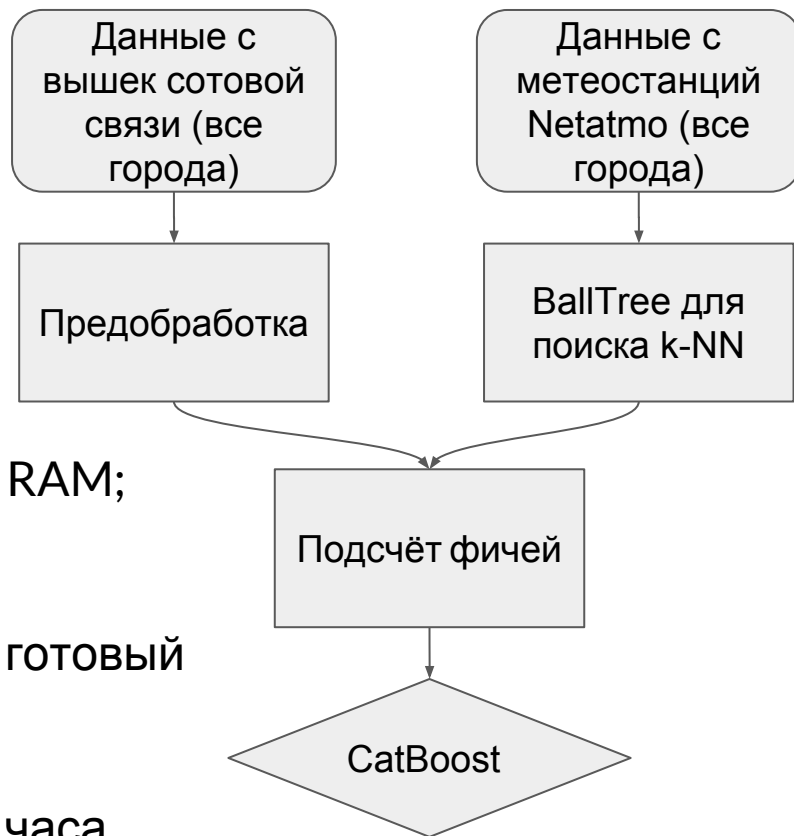 Данные с
вышек сотовой
связи (все
города)
Данные с
метеостанций
Netatmo (все
города)
Предобработка
BallTree для
поиска k-NN
RAM;
Подсчёт фичей
готовый
CatBoost
часа